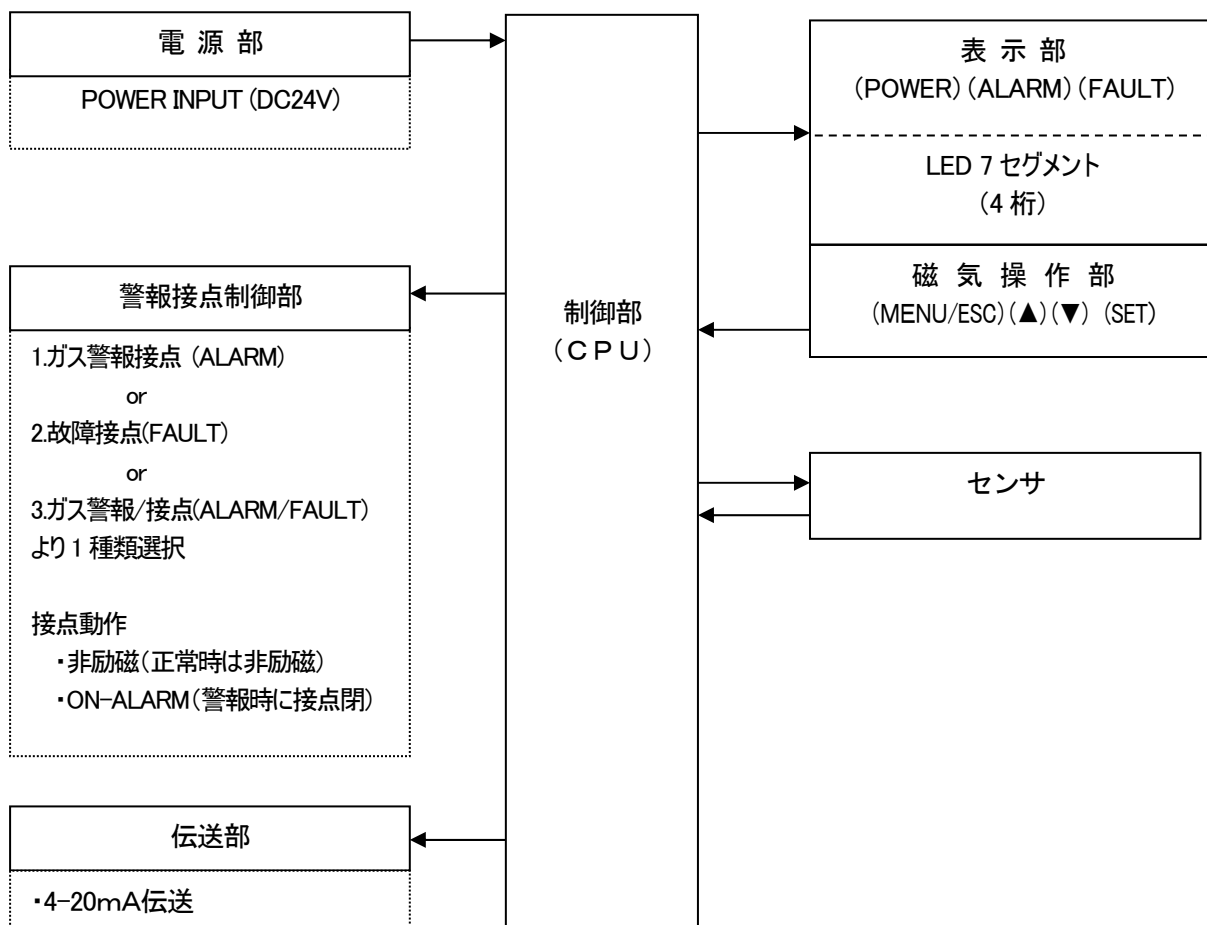 電 源 部
POWER INPUT (DC24V)
警報接点制御部
1.ガス警報接点 (ALARM)
or
2.故障接点(FAULT)
or
3.ガス警報/接点(ALARM/FAULT)
より 1 種類選択
接点動作
・非励磁(正常時は非励磁)
・ON-ALARM(警報時に接点閉)
伝送部
・4-20mA伝送
制御部
(CPU)
表 示 部
(POWER)(ALARM)(FAULT)
LED 7 セグメント
(4 桁)
磁 気 操 作 部
(MENU/ESC)(▲)(▼) (SET)
センサ